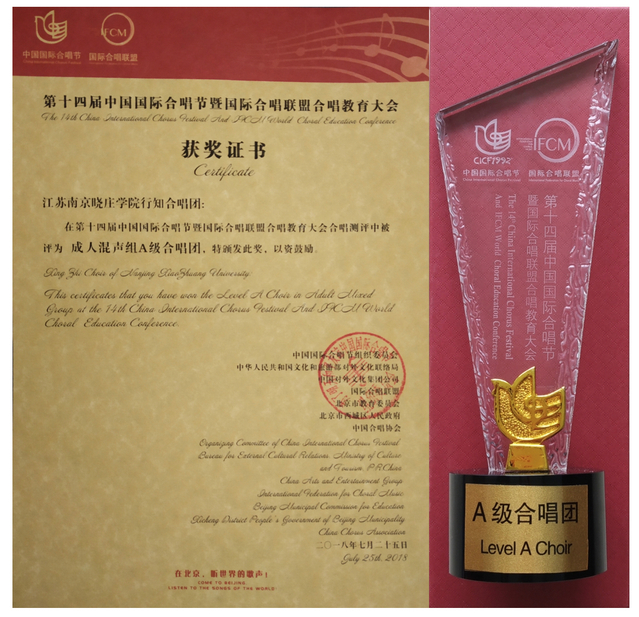 中国国际合唱节
IFCM
国际合唱联盟
第十四届中国国际合唱节暨国际合唱联盟合唱教育大会
The 14th China International Chorus Festival And IFCM World Choral Education Conference
获奖证书
Certificate
江苏南京晓庄学院行知合唱团:
在第十四届中国国际合唱节暨国际合唱联盟合唱教育大会合唱测评中被
评为 成人混声组A级合唱团，特颁发此奖，以资鼓励。
Xing Zhi Choir of Nanjing XiaoZhuang University
This certificates that you have won the Level A Choir in Adult Mixed
Group at the 14th China International Chorus Festival And IFCM World
Choral Education Conference.
中国国际合唱节组织委员会
中华人民共和国文化和旅游部对外文化联络局
中国对外文化集团公司
国际合唱联盟
北京市教育委员会
北京市西城区人民政府
中国合唱协会
Organizing Committee of China International Chorus Festival
Bureau for External Cultural Relations, Ministry of Culture
and Tourism, P.R.China
China Arts and Entertainment Group
International Federation for Choral Music
Beijing Municipal Commission for Education
Xicheng District People's Government of Beijing Municipality
China Chorus Association
二〇一八年七月二十五日
July 25th, 2018
在北京，听世界的歌声!
COME TO BEIJING,
LISTEN TO THE SONGS OF THE WORLD
CICF1992
中国国际合唱节
IFCM
国际合唱联盟
第十四届中国国际合唱节
暨国际合唱联盟合唱教育大会
The 14th China International Chorus Festival
And IFCM World Choral Education Conference
A级合唱团
Level A Choir